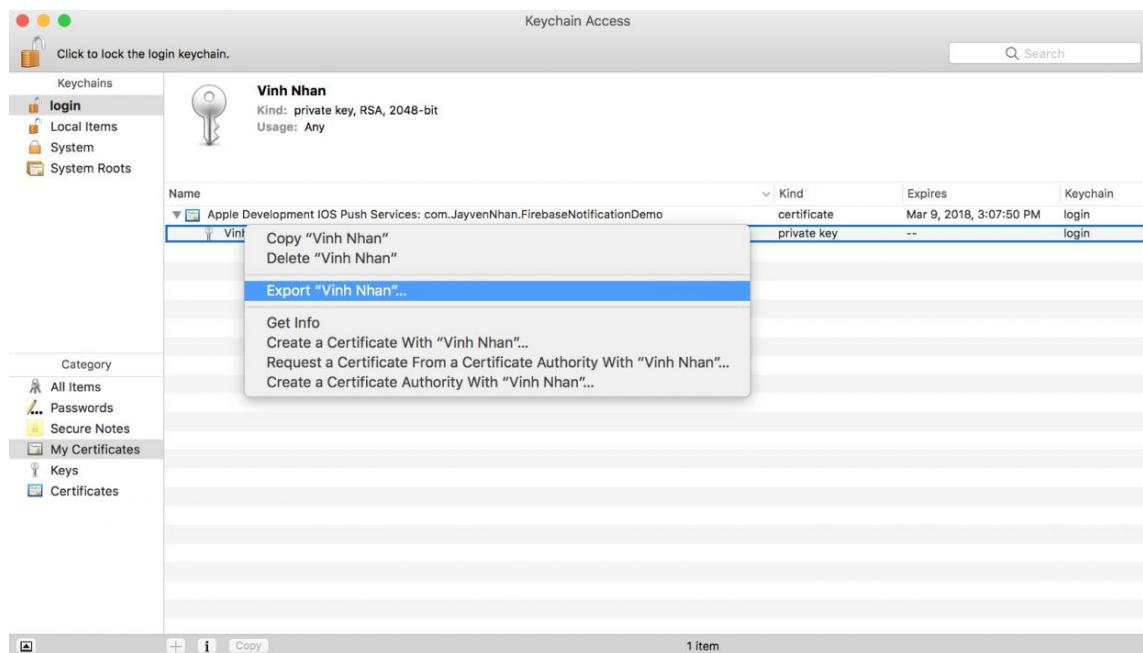 Keychain Access
Click to lock the login keychain.
Search
Keychains
login
Local Items
System
System Roots
Vinh Nhan
Kind: private key, RSA, 2048-bit
Usage: Any
Name Kind Expires Keychain
Apple Development IOS Push Services: com.JayvenNhan.FirebaseNotificationDemo certificate Mar 9, 2018, 3:07:50 PM login
private key -- login
Copy “Vinh Nhan”
Delete “Vinh Nhan”
Export “Vinh Nhan”...
Get Info
Create a Certificate With “Vinh Nhan”...
Request a Certificate From a Certificate Authority With “Vinh Nhan”...
Create a Certificate Authority With “Vinh Nhan”...
Category
All Items
Passwords
Secure Notes
My Certificates
Keys
Certificates
Copy
1 item